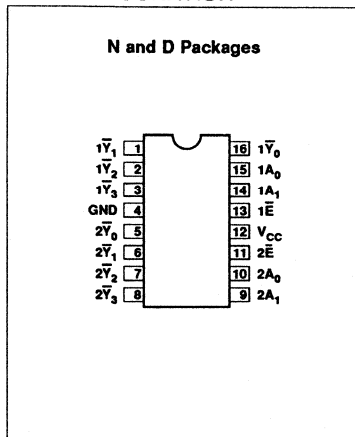 N and D Packages
1Y̅₁ 1 16 1Y̅₀
1Y̅₂ 2 15 1A₀
1Y̅₃ 3 14 1A₁
GND 4 13 1E̅
2Y̅₀ 5 12 V_CC
2Y̅₁ 6 11 2E̅
2Y̅₂ 7 10 2A₀
2Y̅₃ 8 9 2A₁